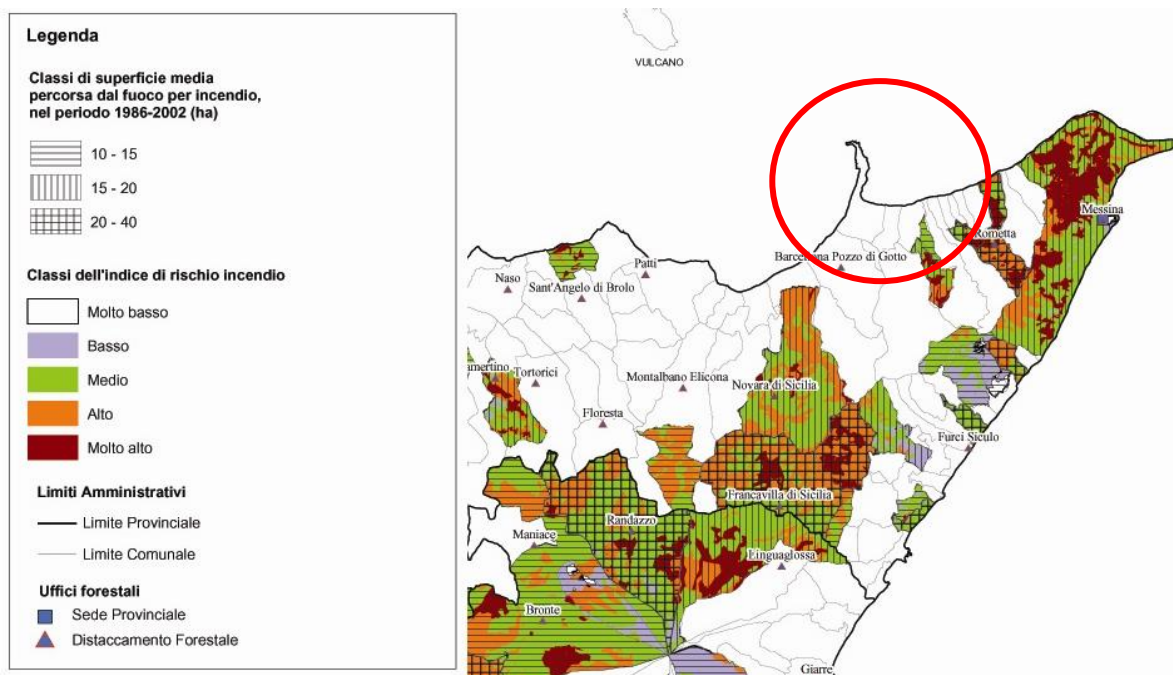 Legenda
Classi di superficie media
percorsa dal fuoco per incendio,
nel periodo 1986-2002 (ha)
10 - 15
15 - 20
20 - 40
Classi dell'indice di rischio incendio
Molto basso
Basso
Medio
Alto
Molto alto
Limiti Amministrativi
Limite Provinciale
Limite Comunale
Uffici forestali
Sede Provinciale
Distaccamento Forestale
VULCANO
Messina
Rometta
Barcellona Pozzo di Gotto
Patti
Naso
Sant'Angelo di Brolo
Tortorici
Montalbano Elicona
Novara di Sicilia
Floresta
Furci Siculo
Francavilla di Sicilia
Randazzo
Maniace
Linguaglossa
Bronte
Giarre